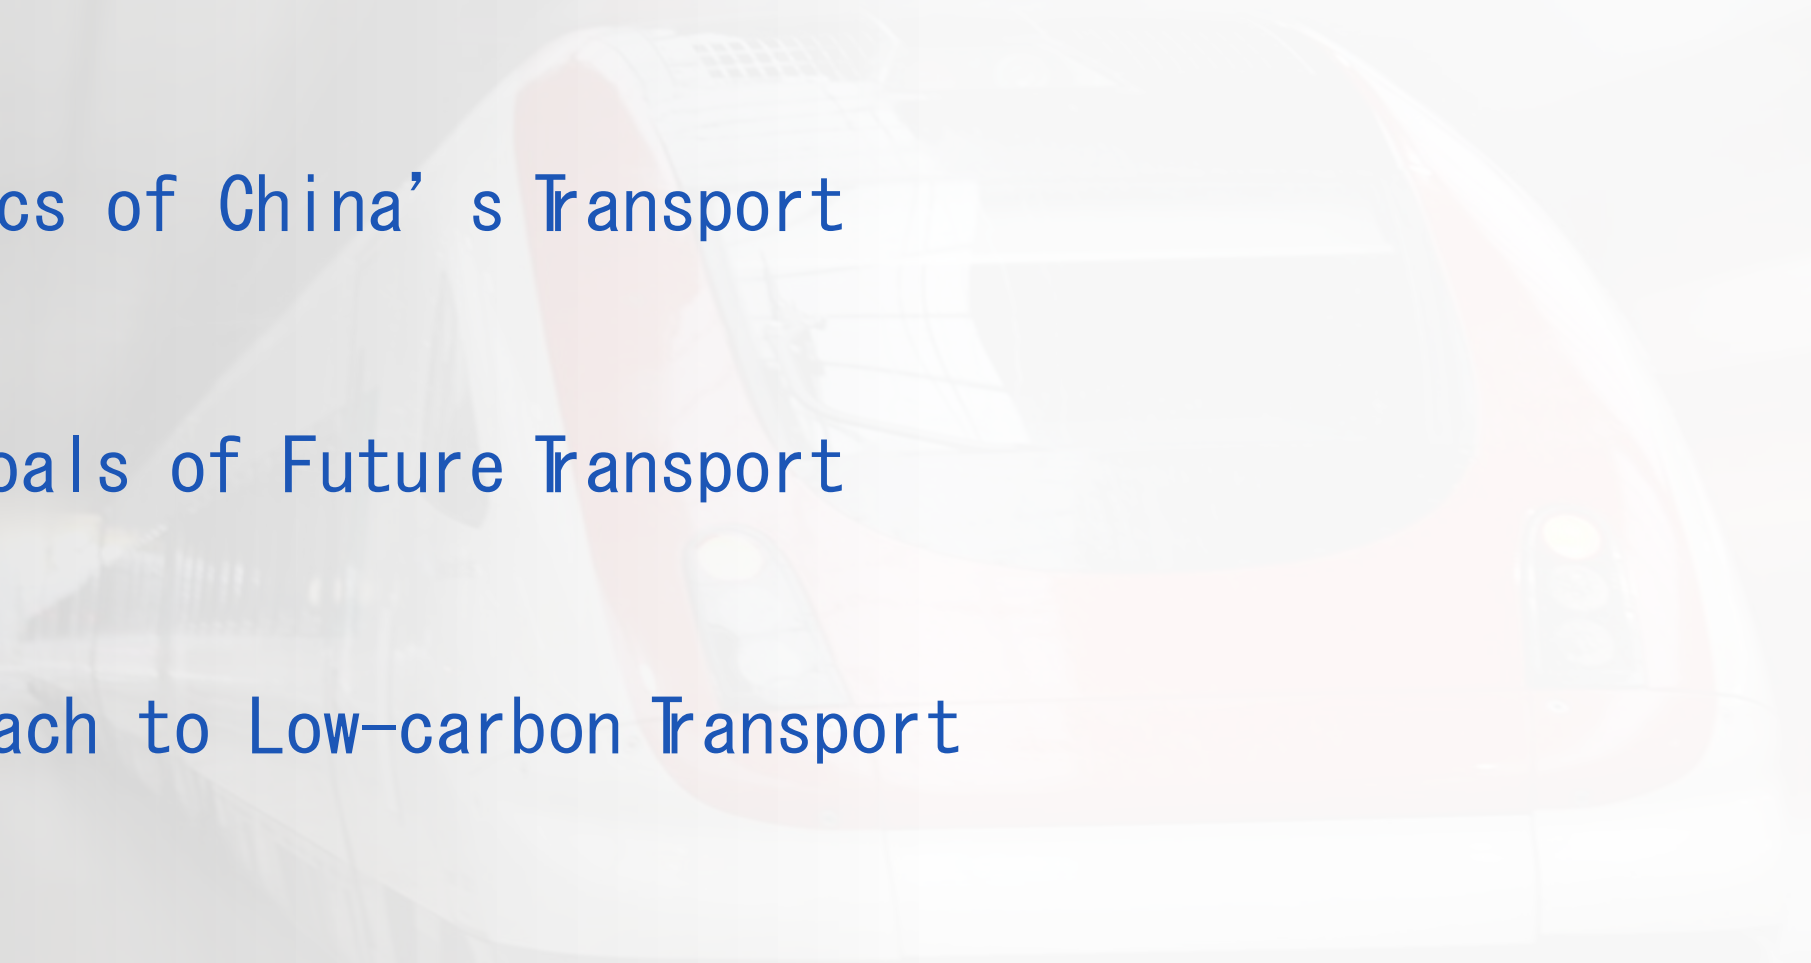 cs of China’s Transport
oals of Future Transport
ach to Low-carbon Transport